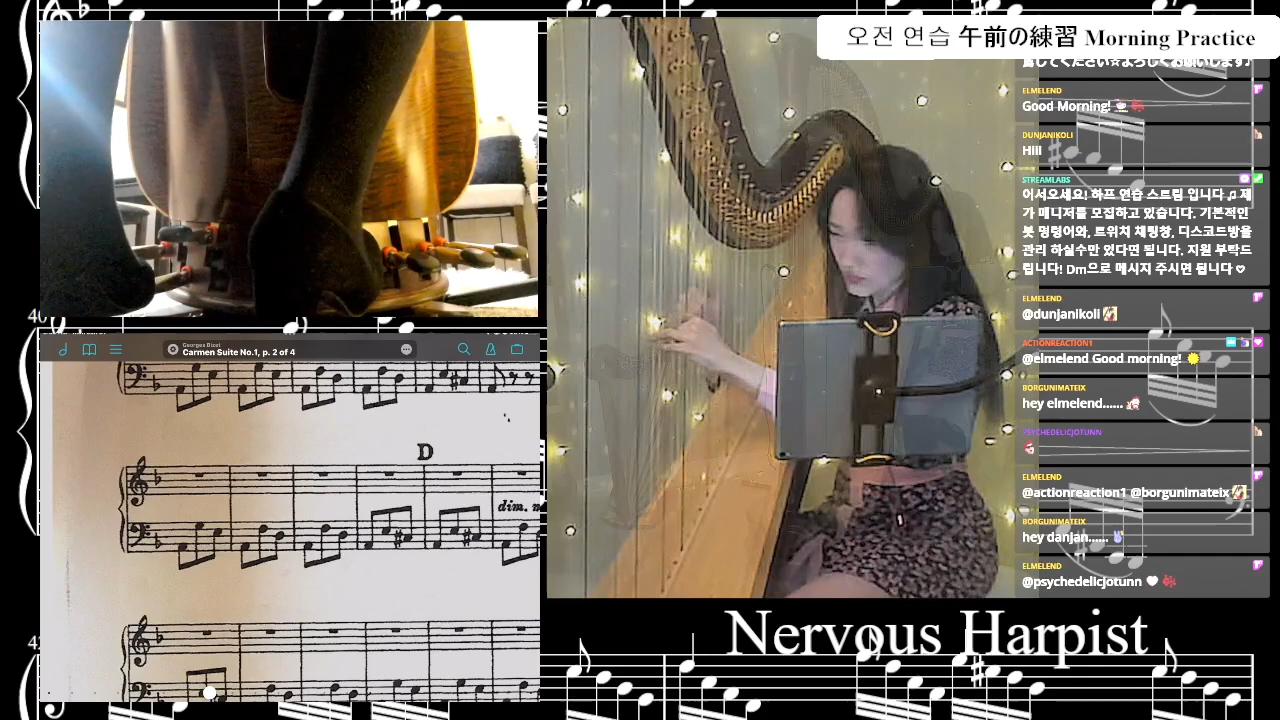 오전 연습 午前の練習 Morning Practice
Georges Bizet
Carmen Suite No.1, p. 2 of 4
D
dim.
Nervous Harpist
ELMELEND
Good Morning!
DUNJANIKOLI
HiII
STREAMLABS
어서오세요! 하프 연습 스트림 입니다 ♫ 제
가 매니저를 모집하고 있습니다. 기본적인
봇 명령어와, 트위치 채팅창, 디스코드방을
관리 하실수만 있다면 됩니다. 지원 부탁드
립니다! Dm으로 메시지 주시면 됩니다 ♡
ELMELEND
@dunjanikoli
ACTIONREACTION1
@elmelend Good morning!
BORGUNIMATEIX
hey elmelend......
PSYCHEDELICJOTUNN
ELMELEND
@actionreaction1 @borgunimateix
BORGUNIMATEIX
hey danjan......
ELMELEND
@psychedelicjotunn